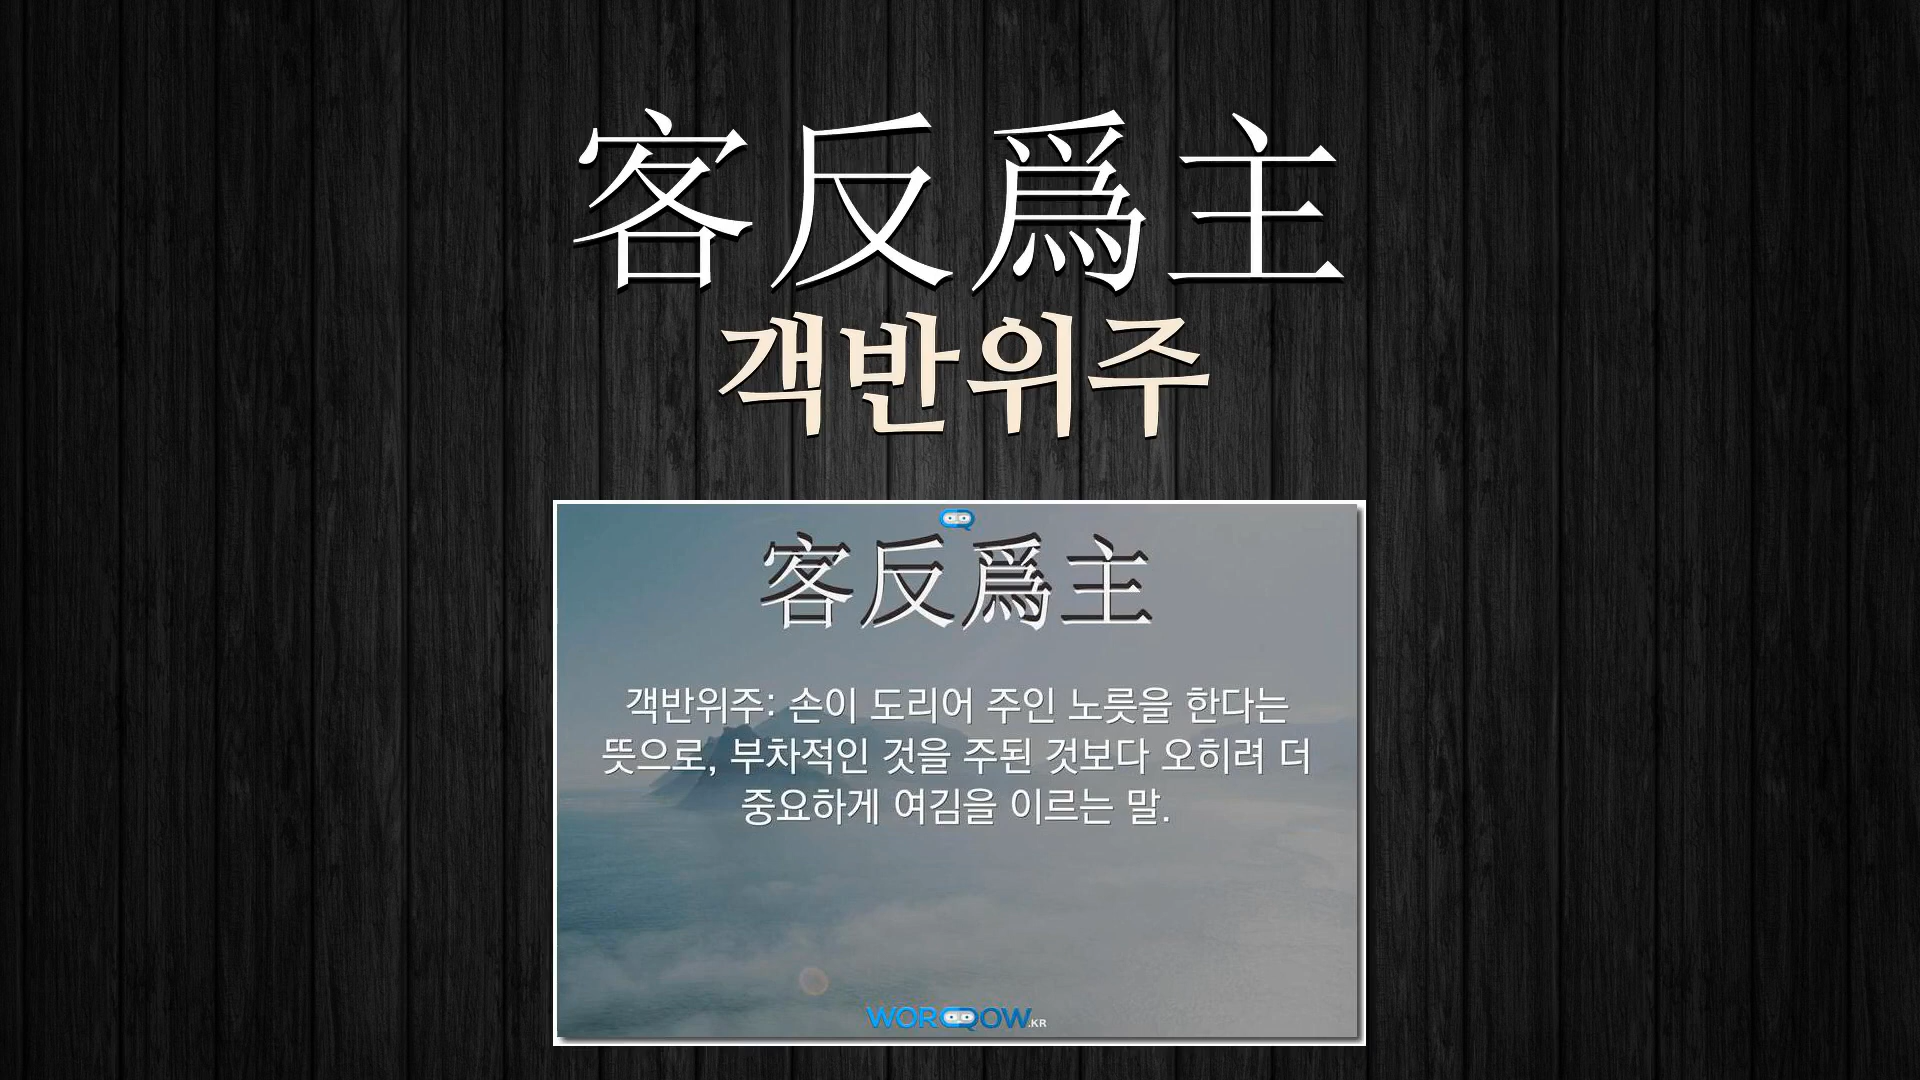 客反爲主
객반위주
客反爲主
객반위주: 손이 도리어 주인 노릇을 한다는
뜻으로, 부차적인 것을 주된 것보다 오히려 더
중요하게 여김을 이르는 말.
WORQQOW.KR